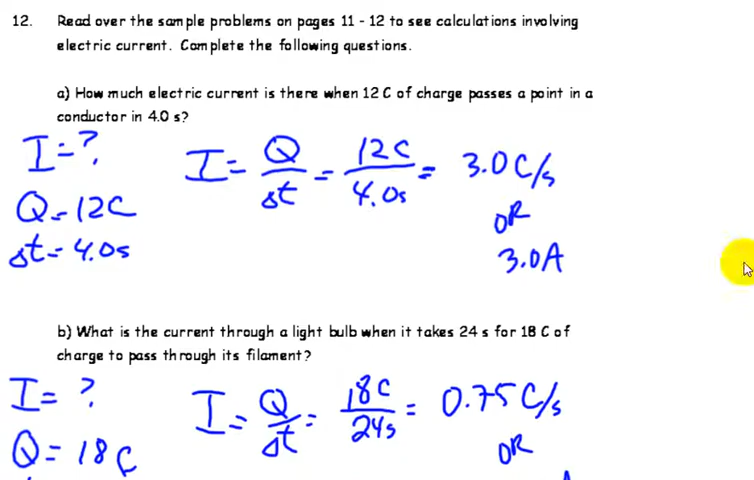 12. Read over the sample problems on pages 11 - 12 to see calculations involving
electric current. Complete the following questions.
a) How much electric current is there when 12 C of charge passes a point in a
conductor in 4.0 s?
I = ?
I = Q/Δt = 12C/4.0s = 3.0 C/s
Q = 12C
OR
Δt = 4.0s
3.0A
b) What is the current through a light bulb when it takes 24 s for 18 C of
charge to pass through its filament?
I = ?
I = Q/Δt = 18C/24s = 0.75 C/s
Q = 18 C
OR